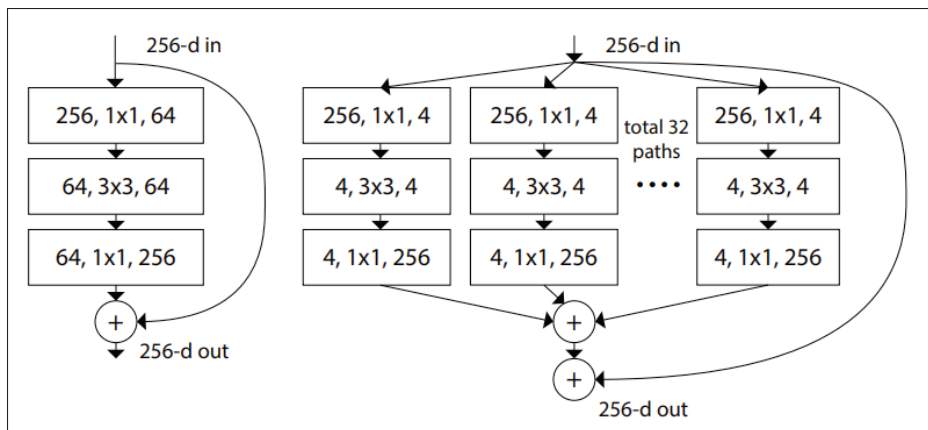 256-d in
256, 1x1, 64
64, 3x3, 64
64, 1x1, 256
+
256-d out
256-d in
256, 1x1, 4
256, 1x1, 4
total 32
paths
256, 1x1, 4
4, 3x3, 4
4, 3x3, 4
....
4, 3x3, 4
4, 1x1, 256
4, 1x1, 256
4, 1x1, 256
+
+
256-d out